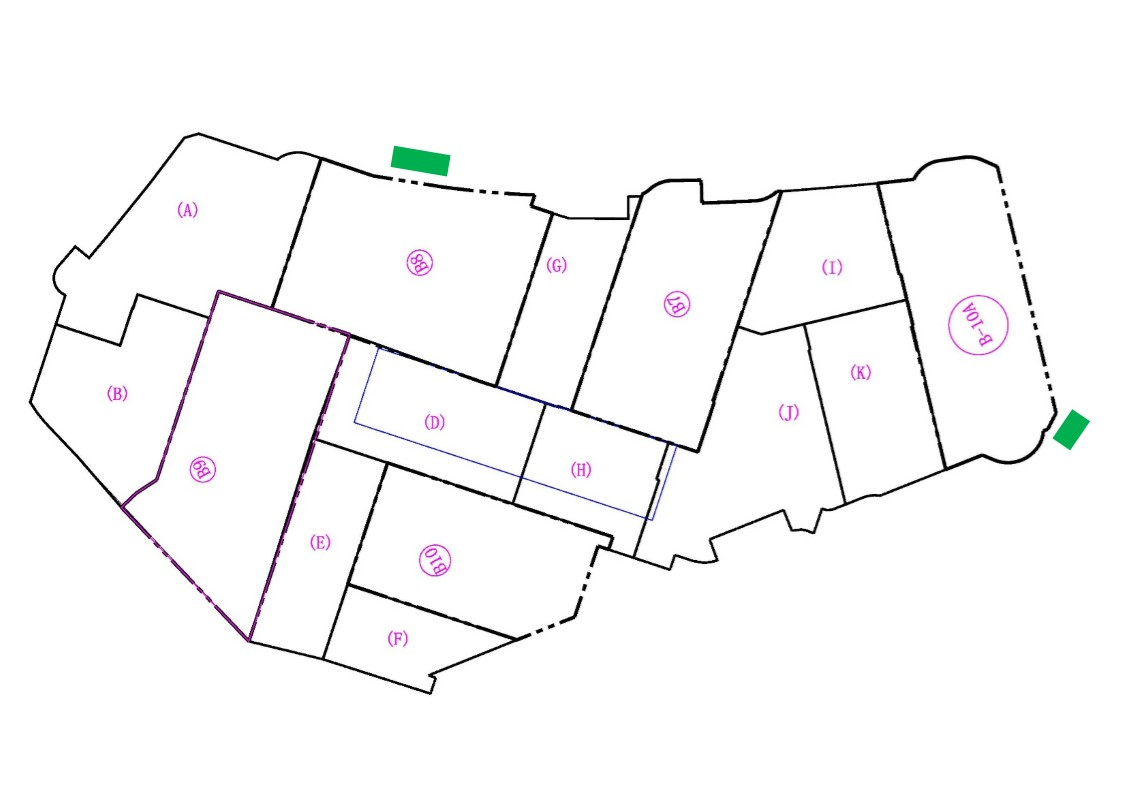 (A)
B8
(G)
B7
(I)
B-10A
(B)
B9
(D)
(H)
(J)
(K)
(E)
B10
(F)